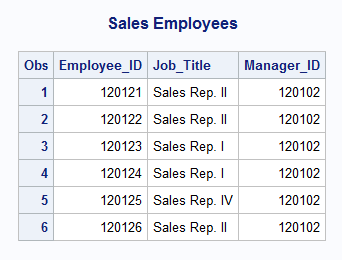 Sales Employees
Obs Employee_ID Job_Title Manager_ID
1 120121 Sales Rep. II 120102
2 120122 Sales Rep. II 120102
3 120123 Sales Rep. I 120102
4 120124 Sales Rep. I 120102
5 120125 Sales Rep. IV 120102
6 120126 Sales Rep. II 120102